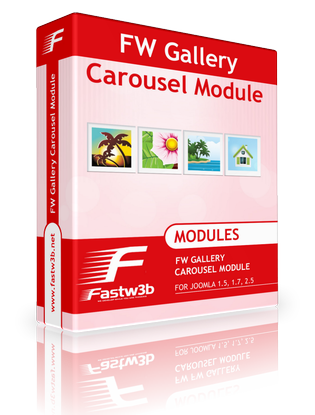 FW Gallery
Carousel Module
FW Gallery Carousel Module
www.fastw3b.net
MODULES
FW GALLERY
CAROUSEL MODULE
FOR JOOMLA 1.5, 1.7, 2.5
Fastw3b